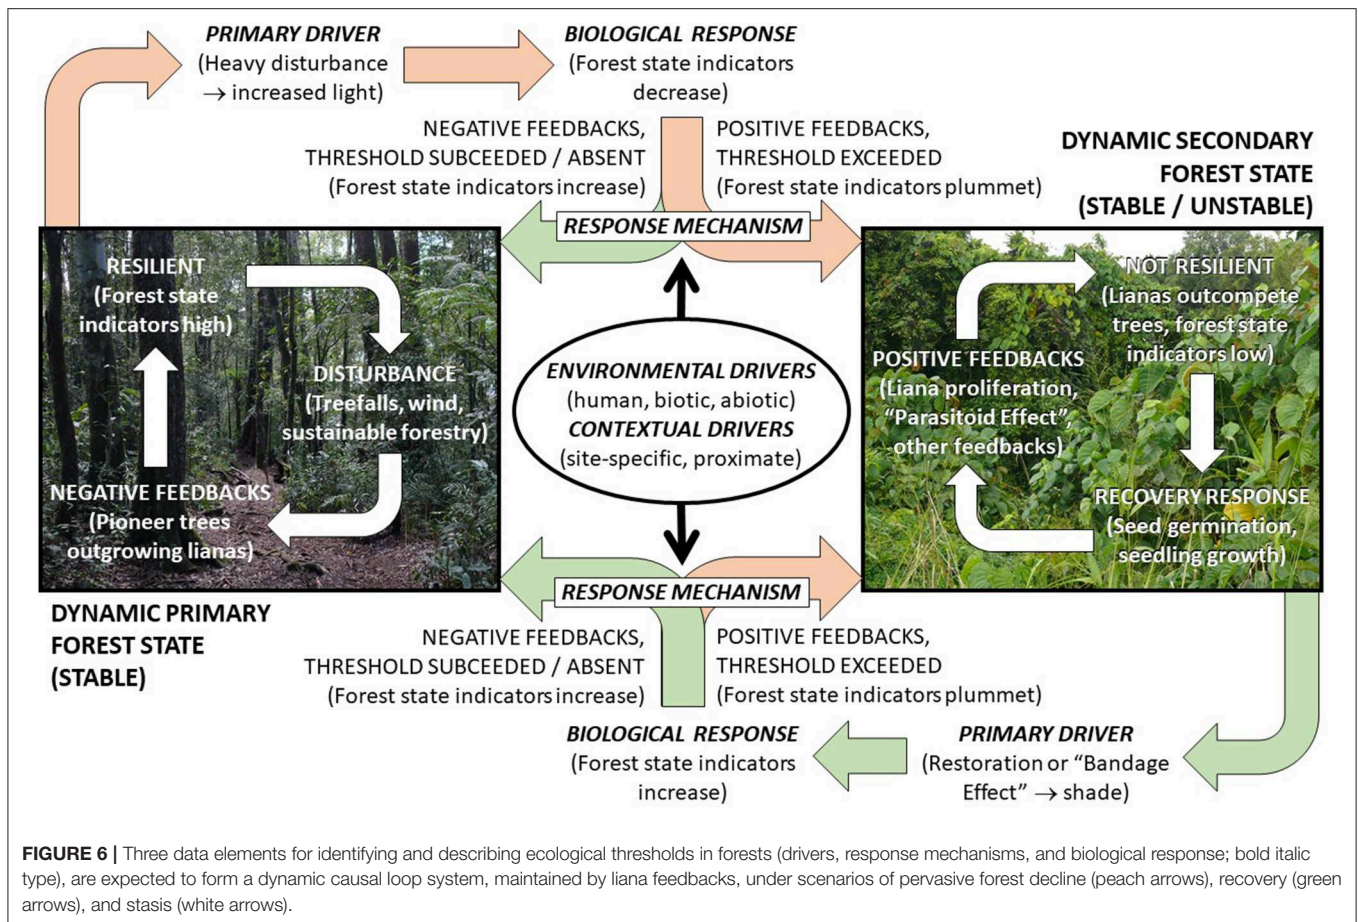 PRIMARY DRIVER
(Heavy disturbance
→ increased light)
BIOLOGICAL RESPONSE
(Forest state indicators
decrease)
NEGATIVE FEEDBACKS,
THRESHOLD SUBCEEDED / ABSENT
(Forest state indicators increase)
POSITIVE FEEDBACKS,
THRESHOLD EXCEEDED
(Forest state indicators plummet)
DYNAMIC SECONDARY
FOREST STATE
(STABLE / UNSTABLE)
RESPONSE MECHANISM
RESILIENT
(Forest state
indicators high)
DISTURBANCE
(Treefalls, wind,
sustainable forestry)
NEGATIVE FEEDBACKS
(Pioneer trees
outgrowing lianas)
ENVIRONMENTAL DRIVERS
(human, biotic, abiotic)
CONTEXTUAL DRIVERS
(site-specific, proximate)
NOT RESILIENT
(Lianas outcompete
trees, forest state
indicators low)
POSITIVE FEEDBACKS
(Liana proliferation,
“Parasitoid Effect”,
other feedbacks)
RECOVERY RESPONSE
(Seed germination,
seedling growth)
RESPONSE MECHANISM
DYNAMIC PRIMARY
FOREST STATE
(STABLE)
NEGATIVE FEEDBACKS,
THRESHOLD SUBCEEDED / ABSENT
(Forest state indicators increase)
POSITIVE FEEDBACKS,
THRESHOLD EXCEEDED
(Forest state indicators plummet)
BIOLOGICAL RESPONSE
(Forest state indicators
increase)
PRIMARY DRIVER
(Restoration or “Bandage
Effect” → shade)
FIGURE 6 | Three data elements for identifying and describing ecological thresholds in forests (drivers, response mechanisms, and biological response; bold italic
type), are expected to form a dynamic causal loop system, maintained by liana feedbacks, under scenarios of pervasive forest decline (peach arrows), recovery (green
arrows), and stasis (white arrows).